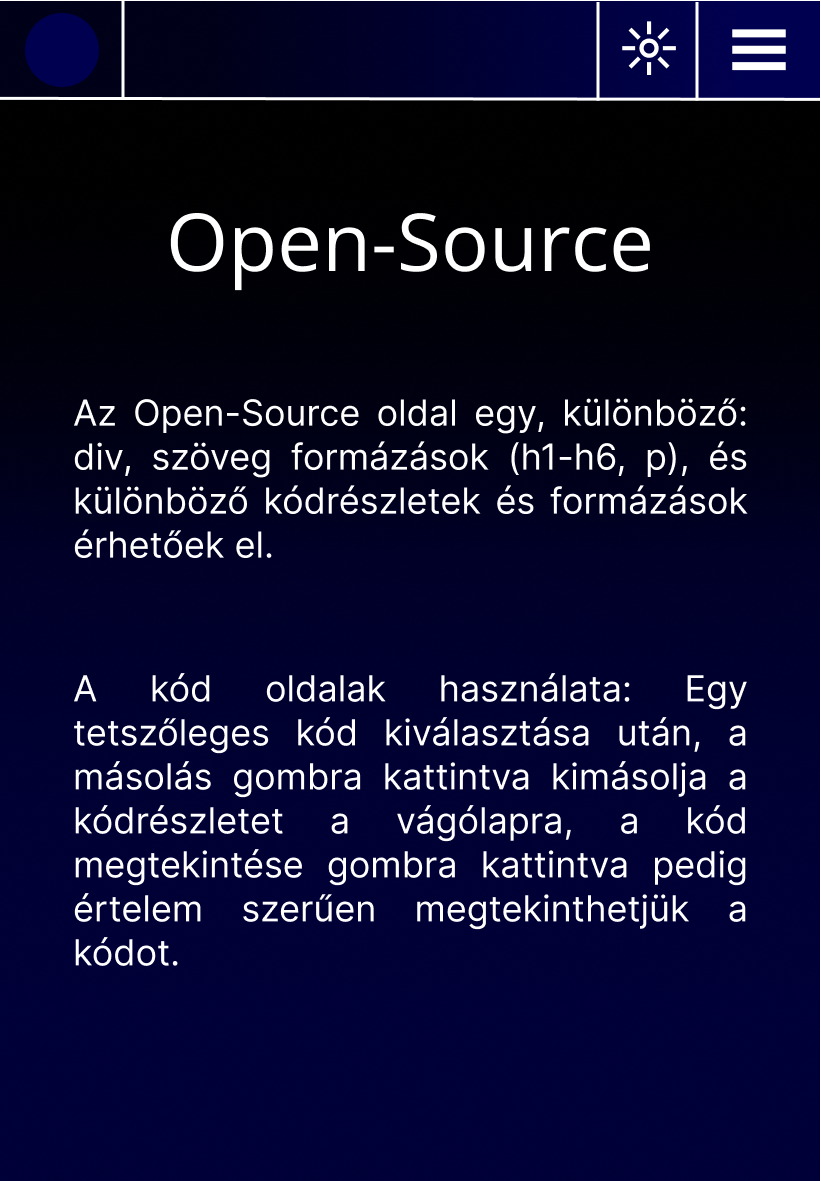 Open-Source
Az Open-Source oldal egy, különböző:
div, szöveg formázások (h1-h6, p), és
különböző kódrészletek és formázások
érhetőek el.
A kód oldalak használata: Egy
tetszőleges kód kiválasztása után, a
másolás gombra kattintva kimásolja a
kódrészletet a vágólapra, a kód
megtekintése gombra kattintva pedig
értelem szerűen megtekinthetjük a
kódot.